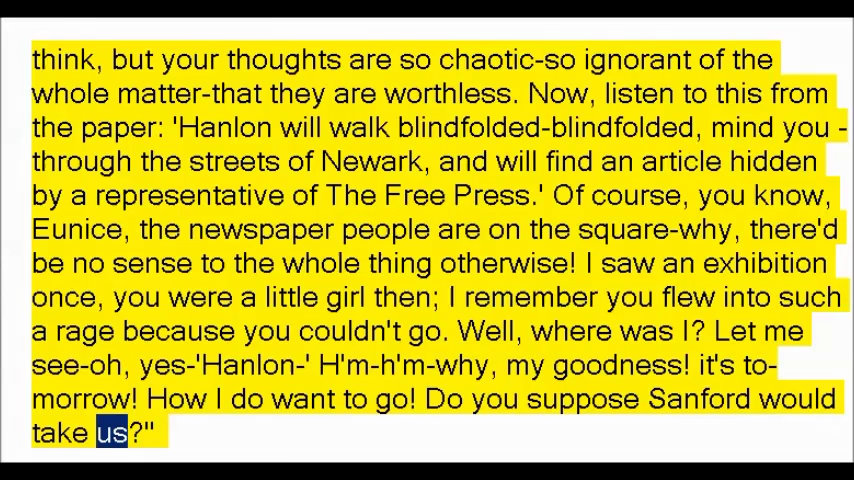 think, but your thoughts are so chaotic-so ignorant of the
whole matter-that they are worthless. Now, listen to this from
the paper: 'Hanlon will walk blindfolded-blindfolded, mind you -
through the streets of Newark, and will find an article hidden
by a representative of The Free Press.' Of course, you know,
Eunice, the newspaper people are on the square-why, there'd
be no sense to the whole thing otherwise! I saw an exhibition
once, you were a little girl then; I remember you flew into such
a rage because you couldn't go. Well, where was I? Let me
see-oh, yes-'Hanlon-' H'm-h'm-why, my goodness! it's to-
morrow! How I do want to go! Do you suppose Sanford would
take us?"